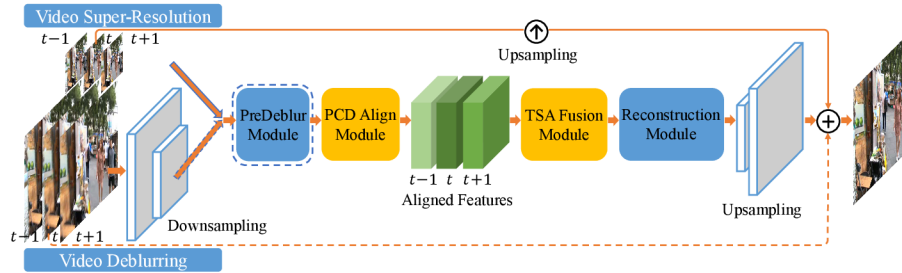 Video Super-Resolution
t−1 t t+1
Upsampling
PreDeblur
Module
PCD Align
Module
TSA Fusion
Module
Reconstruction
Module
t−1 t t+1
Aligned Features
Downsampling
Upsampling
t−1 t t+1
Video Deblurring